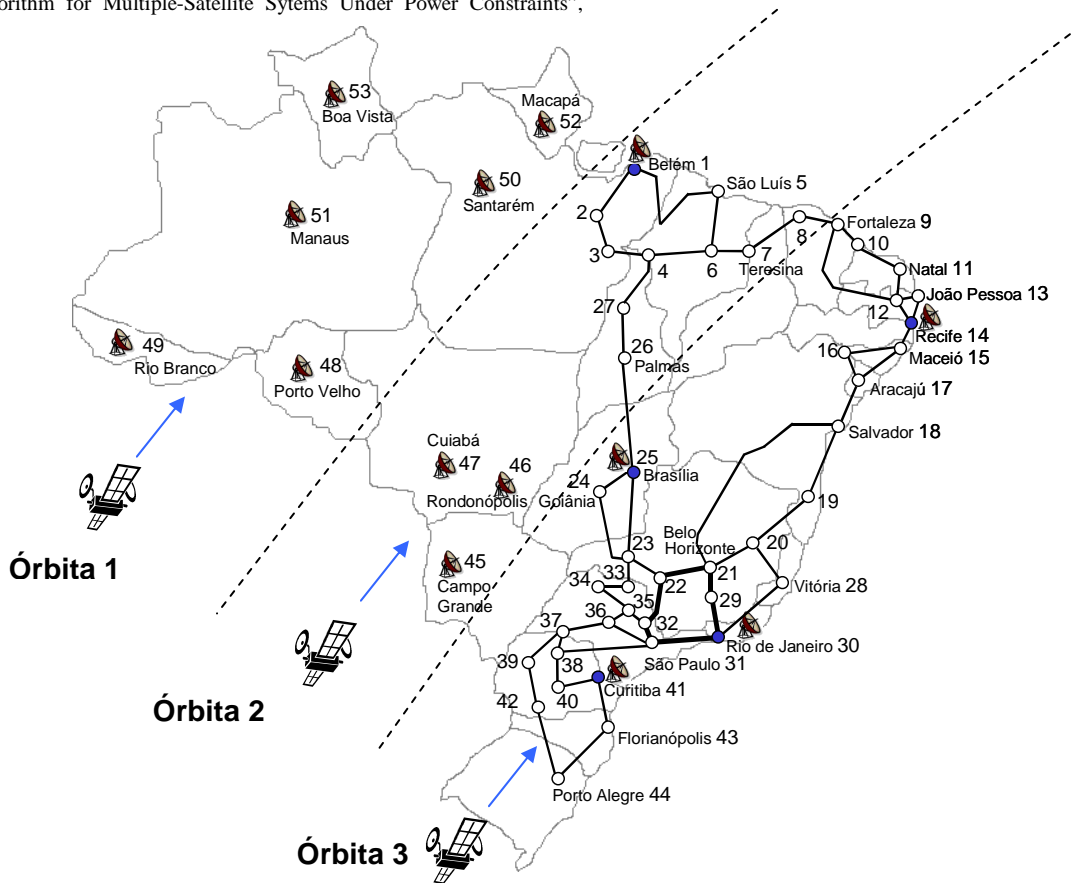 orithm for Multiple-Satellite Sytems Under Power Constraints",
53
Boa Vista
Macapá
52
Belém 1
50
Santarém
São Luís 5
51
Manaus
2
8
Fortaleza 9
10
3
4
6
7
Teresina
Natal 11
João Pessoa 13
12
27
Recife 14
49
Rio Branco
48
Porto Velho
26
Palmas
16
Maceió 15
Aracajú 17
Salvador 18
Cuiabá
47
46
Rondonópolis
25
Brasília
24
Goiânia
19
Belo
Horizonte
20
23
22
21
45
Campo
Grande
34
33
29
Vitória 28
35
36
32
37
Rio de Janeiro 30
São Paulo 31
39
38
40
Curitiba 41
42
Florianópolis 43
Porto Alegre 44
Órbita 1
Órbita 2
Órbita 3